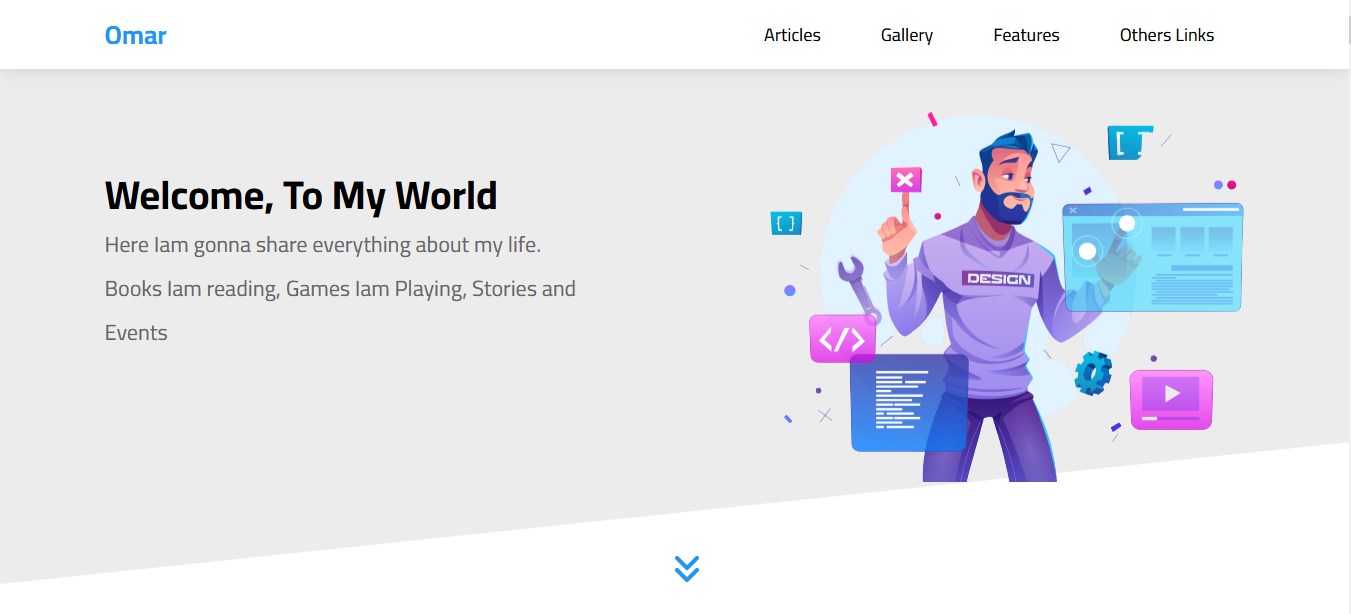 Omar
Articles
Gallery
Features
Others Links
Welcome, To My World
Here Iam gonna share everything about my life.
Books Iam reading, Games Iam Playing, Stories and
Events
DESIGN
[ ]
{ }
</>